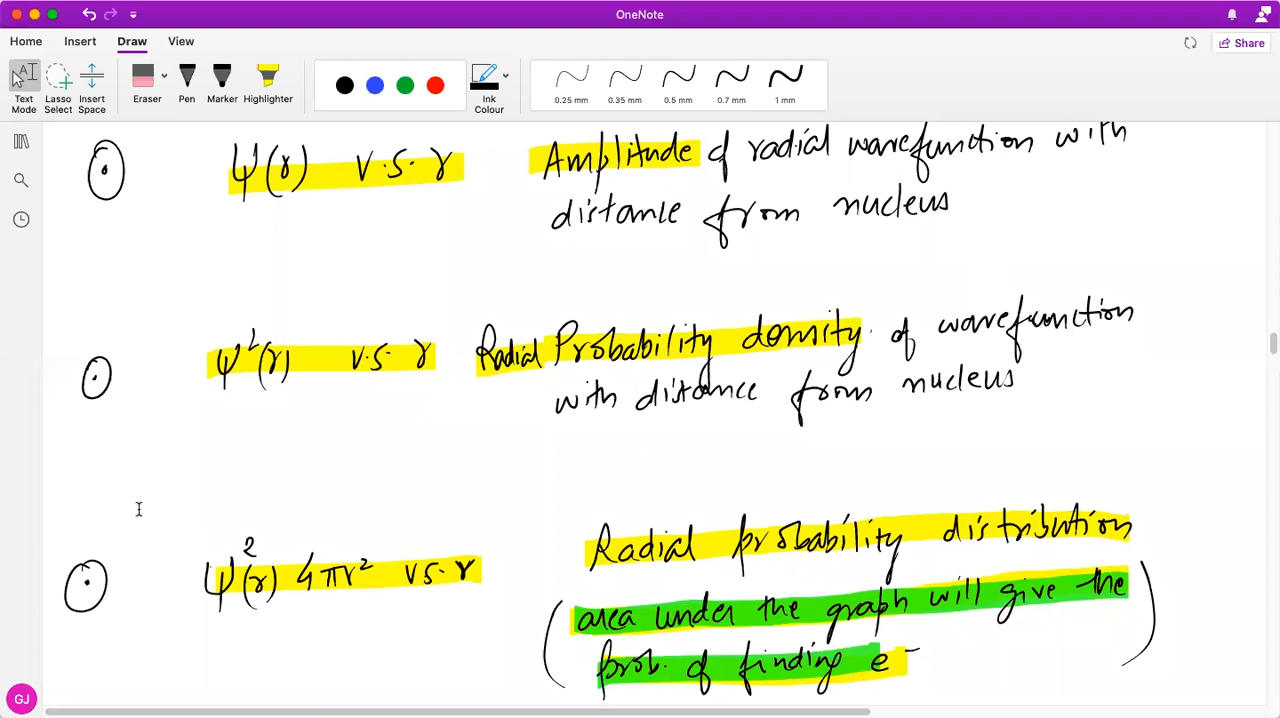 OneNote
Home Insert Draw View
Share
Text Mode
Lasso Select
Insert Space
Eraser
Pen
Marker
Highlighter
Ink Colour
0.25 mm 0.35 mm 0.5 mm 0.7 mm 1 mm
ψ(r) v.s. r Amplitude of radial wavefunction with
distance from nucleus
ψ²(r) v.s. r Radial Probability density of wavefunction
with distance from nucleus
ψ²(r) 4πr² vs. r Radial probability distribution
(area under the graph will give the
prob. of finding e⁻)
GJ